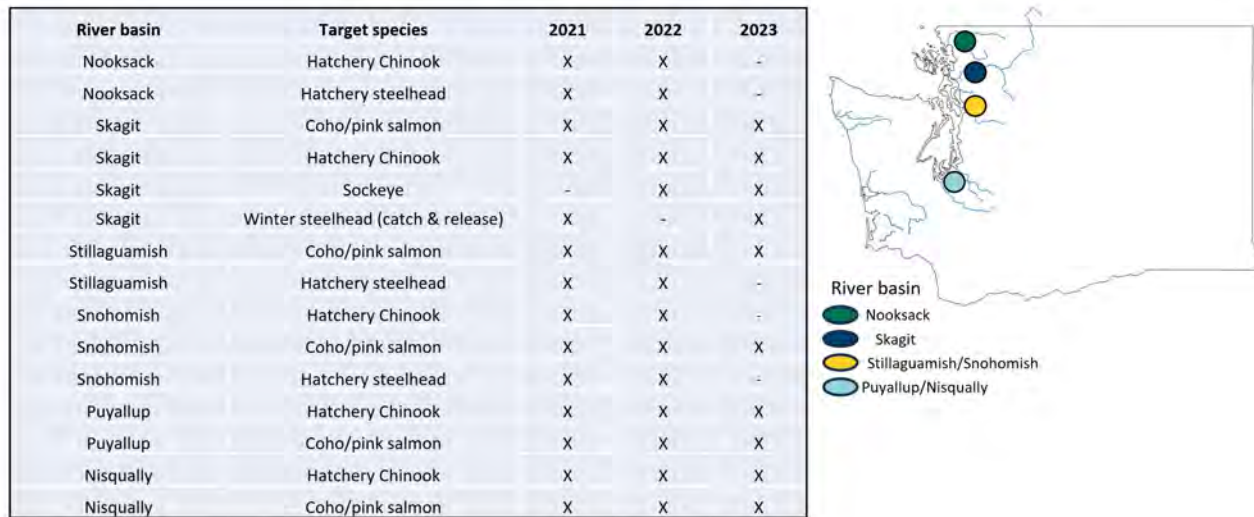 River basin Target species 2021 2022 2023
Nooksack Hatchery Chinook X X -
Nooksack Hatchery steelhead X X -
Skagit Coho/pink salmon X X X
Skagit Hatchery Chinook X X X
Skagit Sockeye - X X
Skagit Winter steelhead (catch & release) X - X
Stillaguamish Coho/pink salmon X X X
Stillaguamish Hatchery steelhead X X -
Snohomish Hatchery Chinook X X -
Snohomish Coho/pink salmon X X X
Snohomish Hatchery steelhead X X -
Puyallup Hatchery Chinook X X X
Puyallup Coho/pink salmon X X X
Nisqually Hatchery Chinook X X X
Nisqually Coho/pink salmon X X X
River basin
Nooksack
Skagit
Stillaguamish/Snohomish
Puyallup/Nisqually